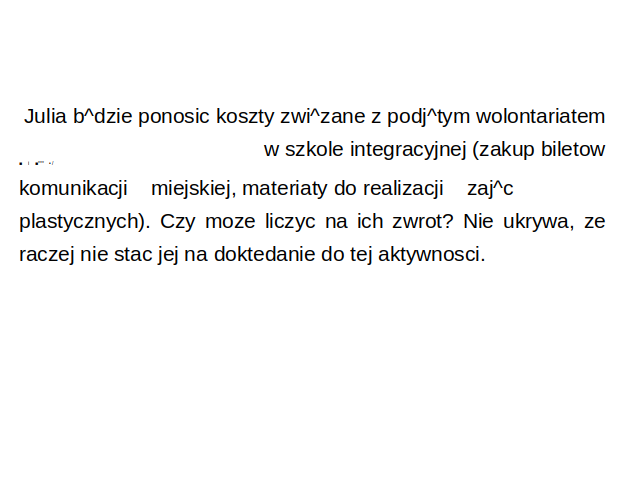 Julia b^dzie ponosic koszty zwi^zane z podj^tym wolontariatem
w szkole integracyjnej (zakup biletow
komunikacji miejskiej, materiaty do realizacji zaj^c
plastycznych). Czy moze liczyc na ich zwrot? Nie ukrywa, ze
raczej nie stac jej na doktedanie do tej aktywnosci.